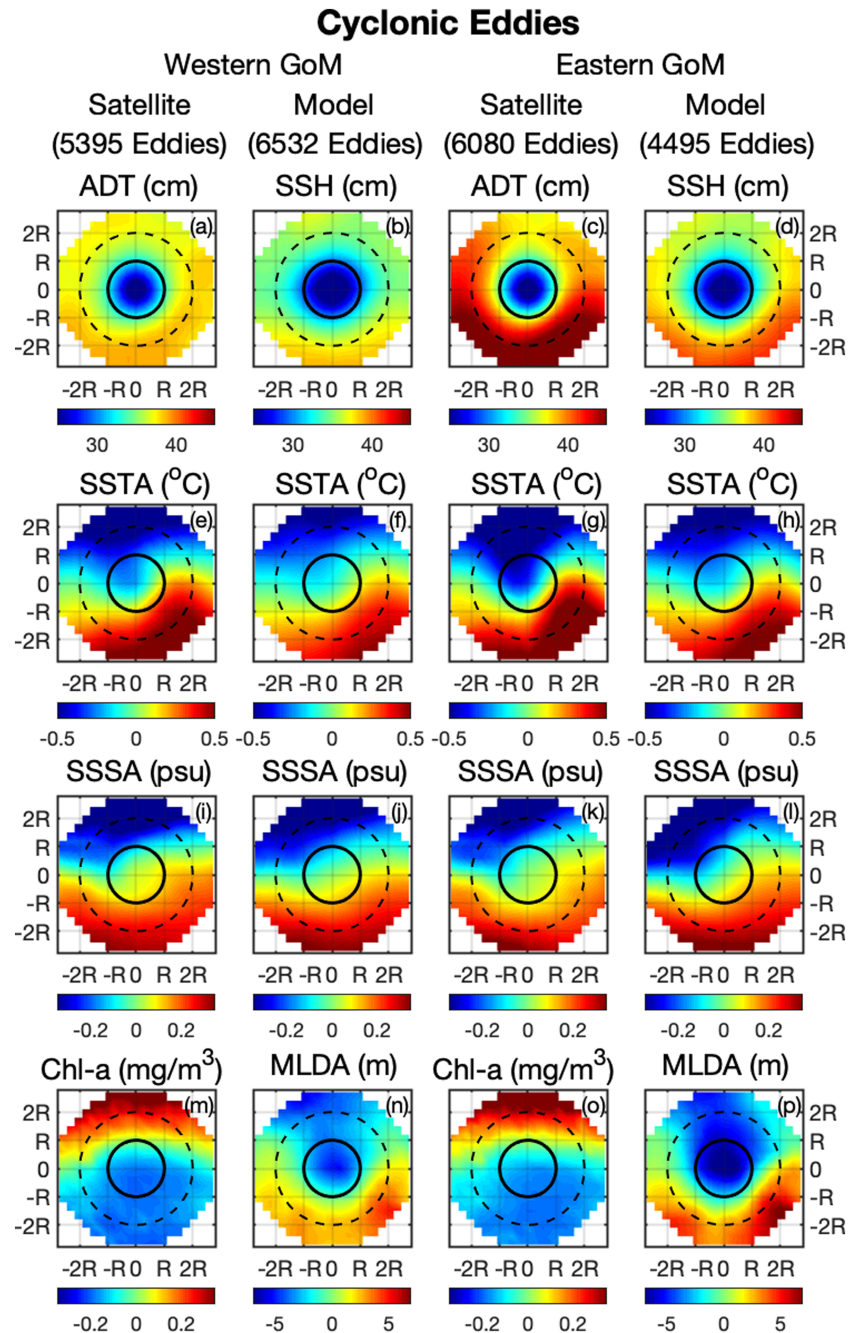 Cyclonic Eddies
Western GoM Eastern GoM
Satellite Model Satellite Model
(5395 Eddies) (6532 Eddies) (6080 Eddies) (4495 Eddies)
ADT (cm) SSH (cm) ADT (cm) SSH (cm)
(a) (b) (c) (d)
2R 2R
R R
0 0
-R -R
-2R -2R
-2R -R 0 R 2R -2R -R 0 R 2R -2R -R 0 R 2R -2R -R 0 R 2R
30 40 30 40 30 40 30 40
SSTA (°C) SSTA (°C) SSTA (°C) SSTA (°C)
(e) (f) (g) (h)
2R 2R
R R
0 0
-R -R
-2R -2R
-2R -R 0 R 2R -2R -R 0 R 2R -2R -R 0 R 2R -2R -R 0 R 2R
-0.5 0 0.5 -0.5 0 0.5 -0.5 0 0.5 -0.5 0 0.5
SSSA (psu) SSSA (psu) SSSA (psu) SSSA (psu)
(i) (j) (k) (l)
2R 2R
R R
0 0
-R -R
-2R -2R
-2R -R 0 R 2R -2R -R 0 R 2R -2R -R 0 R 2R -2R -R 0 R 2R
-0.2 0 0.2 -0.2 0 0.2 -0.2 0 0.2 -0.2 0 0.2
Chl-a (mg/m³) MLDA (m) Chl-a (mg/m³) MLDA (m)
(m) (n) (o) (p)
2R 2R
R R
0 0
-R -R
-2R -2R
-2R -R 0 R 2R -2R -R 0 R 2R -2R -R 0 R 2R -2R -R 0 R 2R
-0.2 0 0.2 -5 0 5 -0.2 0 0.2 -5 0 5